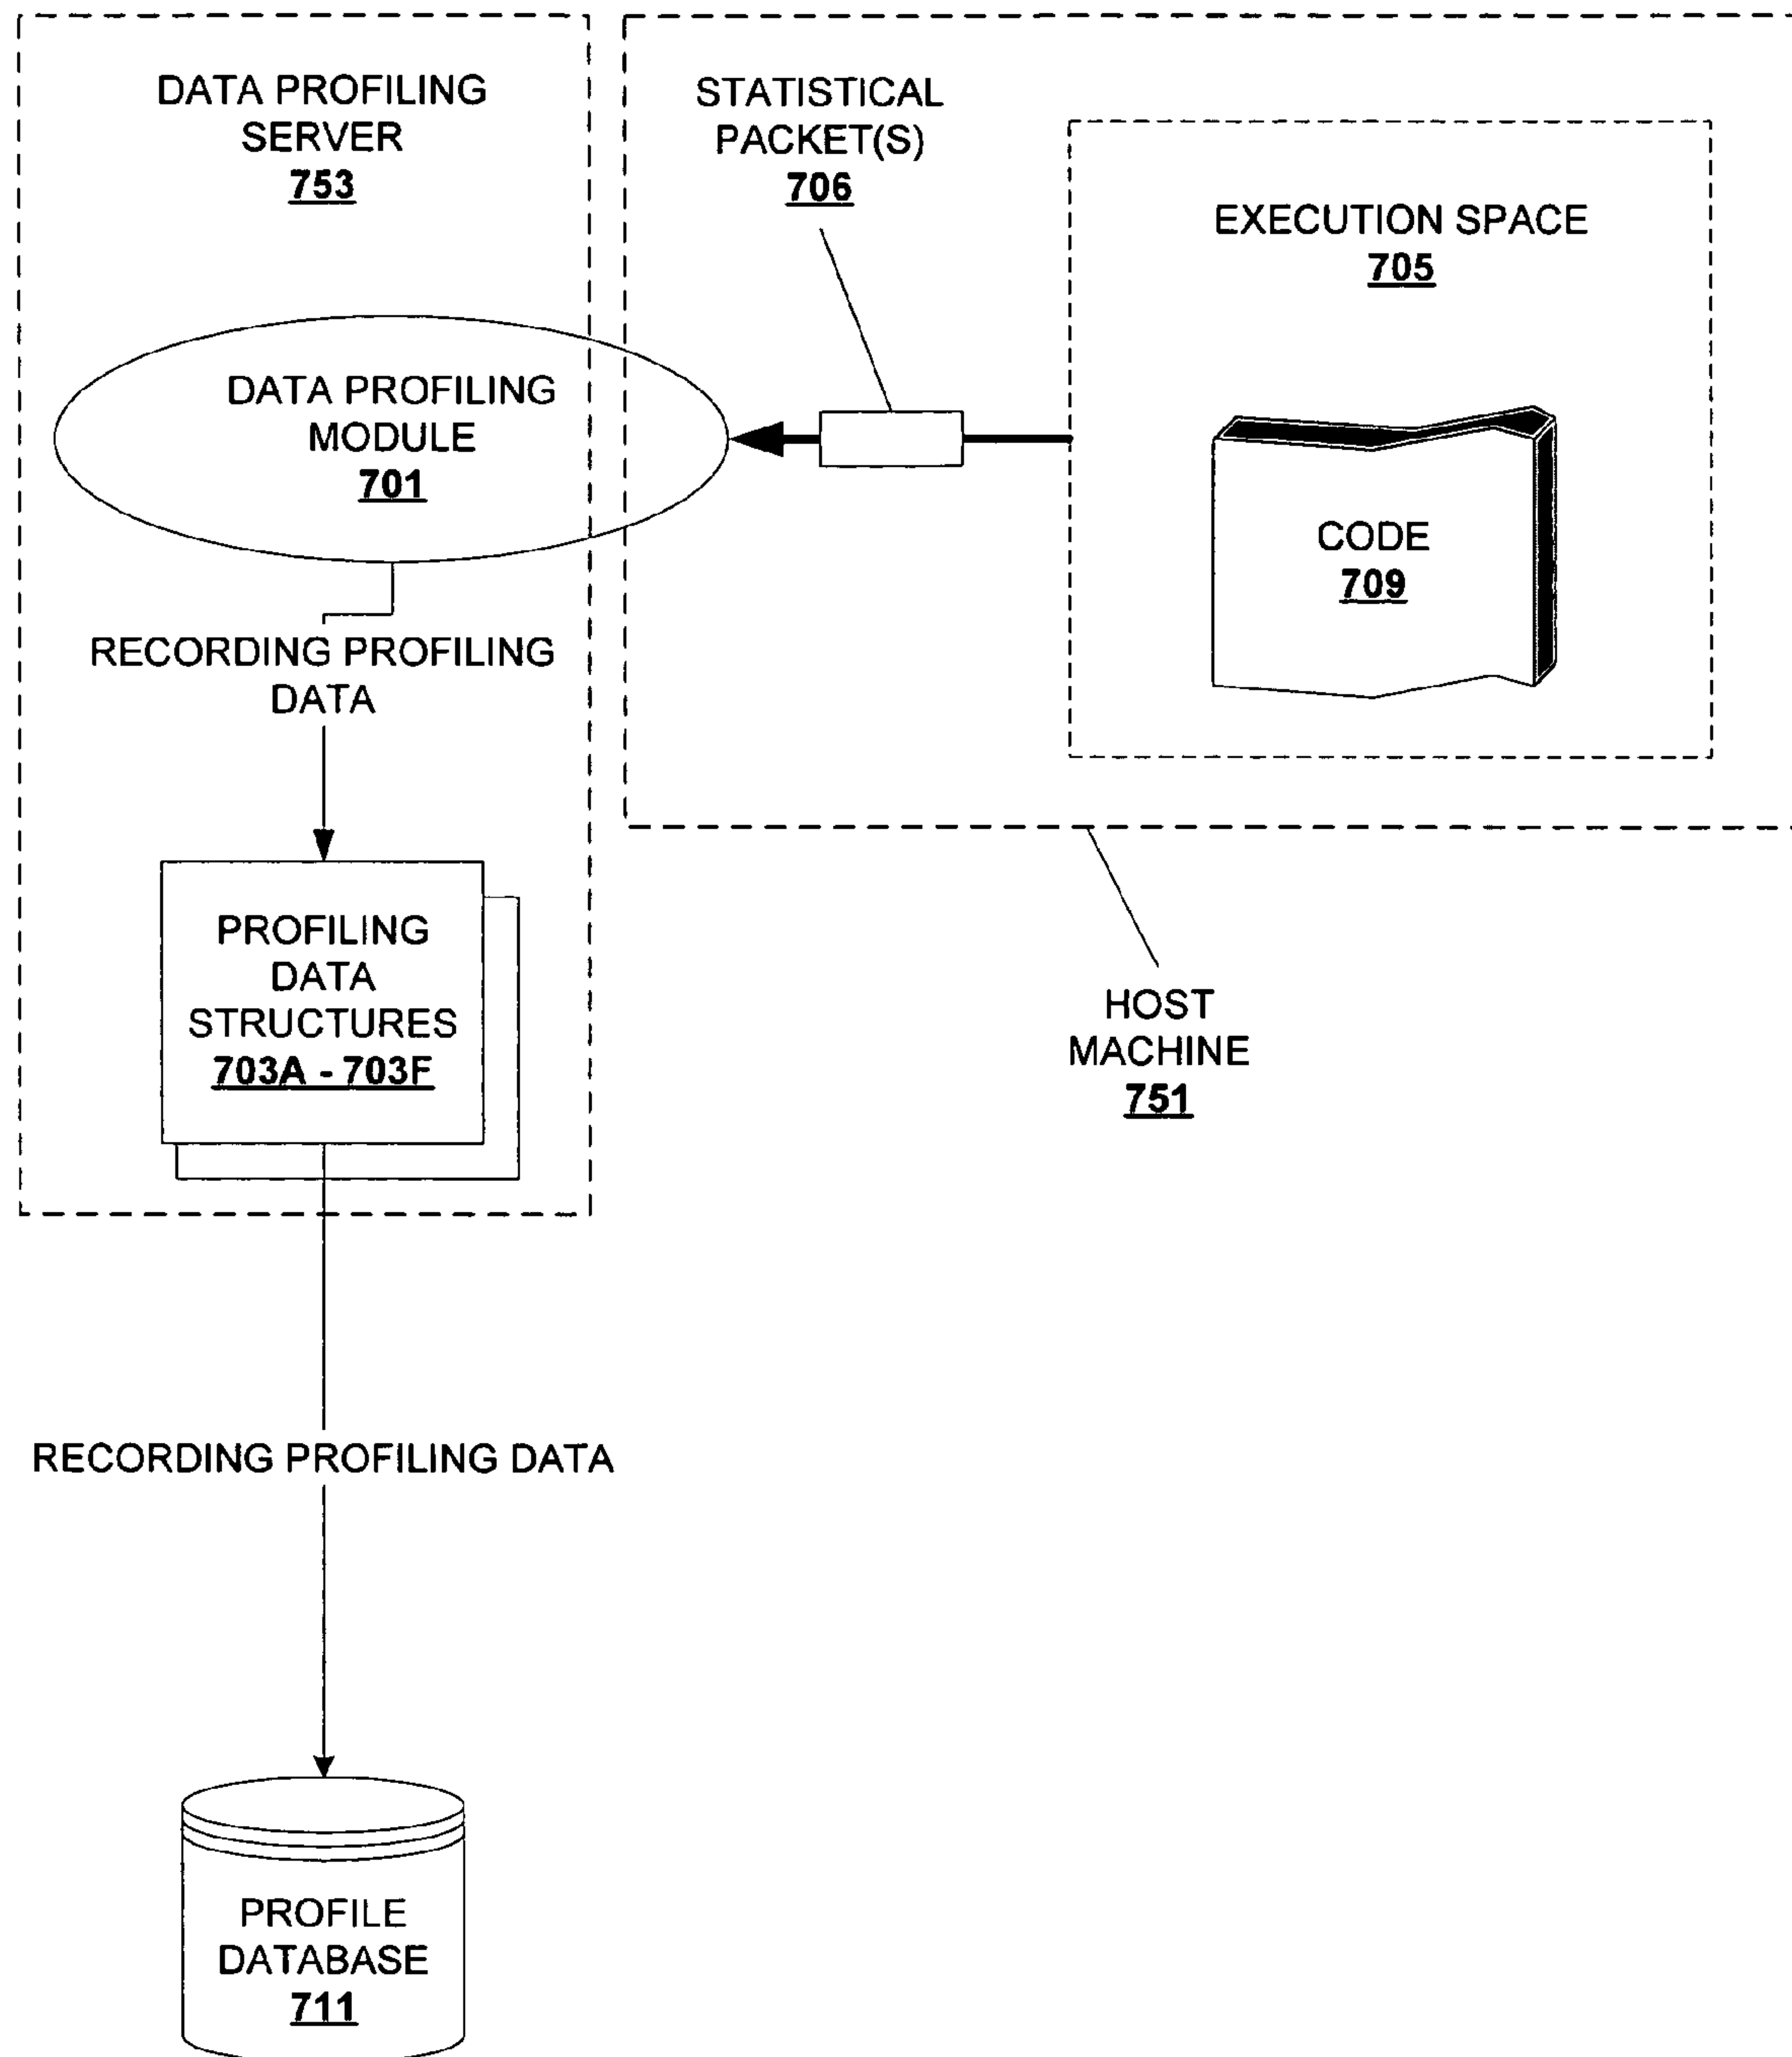 DATA PROFILING
SERVER
753
STATISTICAL
PACKET(S)
706
EXECUTION SPACE
705
DATA PROFILING
MODULE
701
CODE
709
RECORDING PROFILING
DATA
PROFILING
DATA
STRUCTURES
703A - 703F
HOST
MACHINE
751
RECORDING PROFILING DATA
PROFILE
DATABASE
711